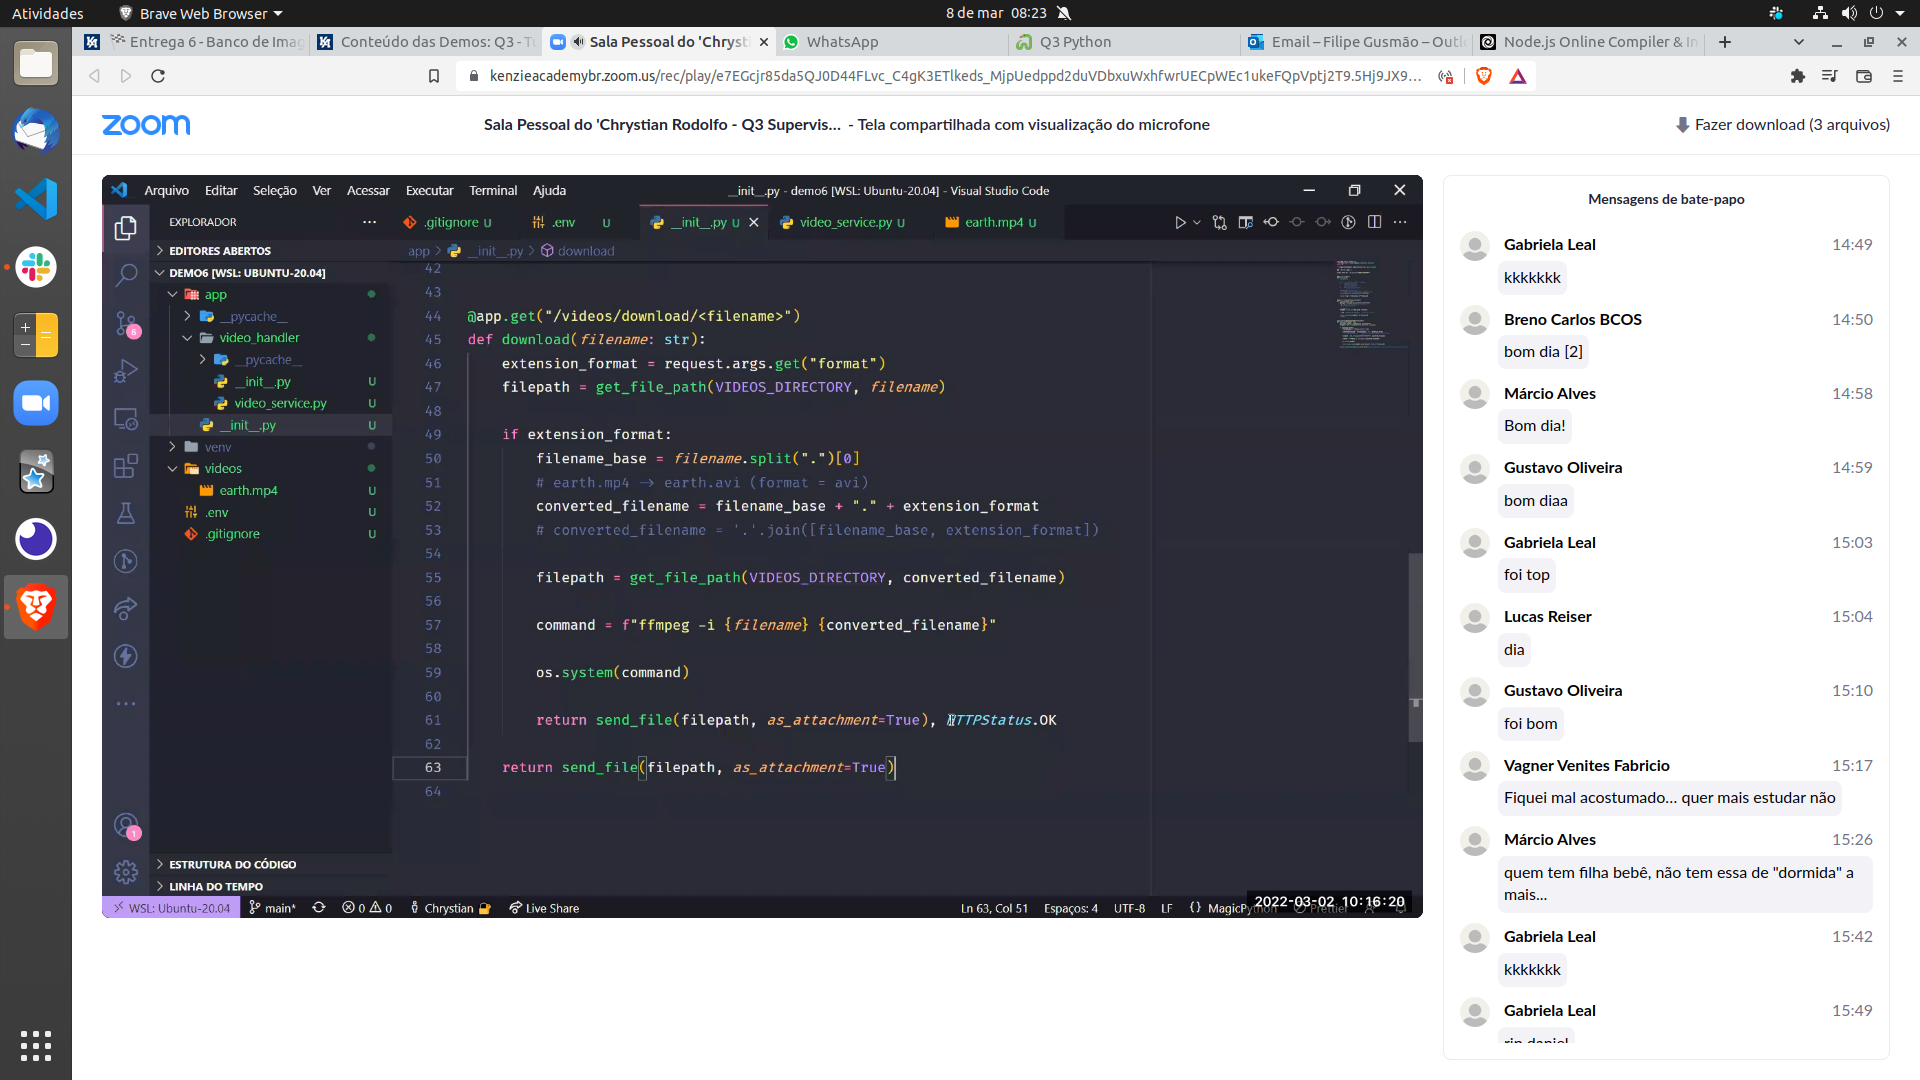 Atividades
Brave Web Browser
8 de mar 08:23
Entrega 6 - Banco de Imag
Conteúdo das Demos: Q3 - Tu
Sala Pessoal do 'Chrysti
WhatsApp
Q3 Python
Email – Filipe Gusmão – Outlo
Node.js Online Compiler & In
kenzieacademybr.zoom.us/rec/play/e7EGcjr85da5QJ0D44FLvc_C4gK3ETlkeds_MjpUedppd2duVDbxuWxhfwrUECpWEc1ukeFQpVptj2T9.5Hj9JX9...
zoom
Sala Pessoal do 'Chrystian Rodolfo - Q3 Supervis... - Tela compartilhada com visualização do microfone
Fazer download (3 arquivos)
Arquivo Editar Seleção Ver Acessar Executar Terminal Ajuda
__init__.py - demo6 [WSL: Ubuntu-20.04] - Visual Studio Code
EXPLORADOR
.gitignore U
.env U
__init__.py U
video_service.py U
earth.mp4 U
EDITORES ABERTOS
app > __init__.py > download
DEMO6 [WSL: UBUNTU-20.04]
app
__pycache__
video_handler
__pycache__
__init__.py U
video_service.py U
__init__.py U
venv
videos
earth.mp4 U
.env U
.gitignore U
6
1
ESTRUTURA DO CÓDIGO
LINHA DO TEMPO
42
43
44 @app.get("/videos/download/<filename>")
45 def download(filename: str):
46 extension_format = request.args.get("format")
47 filepath = get_file_path(VIDEOS_DIRECTORY, filename)
48
49 if extension_format:
50 filename_base = filename.split(".")[0]
51 # earth.mp4 -> earth.avi (format = avi)
52 converted_filename = filename_base + "." + extension_format
53 # converted_filename = '.'.join([filename_base, extension_format])
54
55 filepath = get_file_path(VIDEOS_DIRECTORY, converted_filename)
56
57 command = f"ffmpeg -i {filename} {converted_filename}"
58
59 os.system(command)
60
61 return send_file(filepath, as_attachment=True), HTTPStatus.OK
62
63 return send_file(filepath, as_attachment=True)
64
WSL: Ubuntu-20.04
main*
0 0
Chrystian
Live Share
Ln 63, Col 51
Espaços: 4
UTF-8
LF
MagicPython
Prettier
2022-03-02 10:16:20
Mensagens de bate-papo
Gabriela Leal 14:49
kkkkkkk
Breno Carlos BCOS 14:50
bom dia [2]
Márcio Alves 14:58
Bom dia!
Gustavo Oliveira 14:59
bom diaa
Gabriela Leal 15:03
foi top
Lucas Reiser 15:04
dia
Gustavo Oliveira 15:10
foi bom
Vagner Venites Fabricio 15:17
Fiquei mal acostumado... quer mais estudar não
Márcio Alves 15:26
quem tem filha bebê, não tem essa de "dormida" a
mais...
Gabriela Leal 15:42
kkkkkkk
Gabriela Leal 15:49
rip daniel